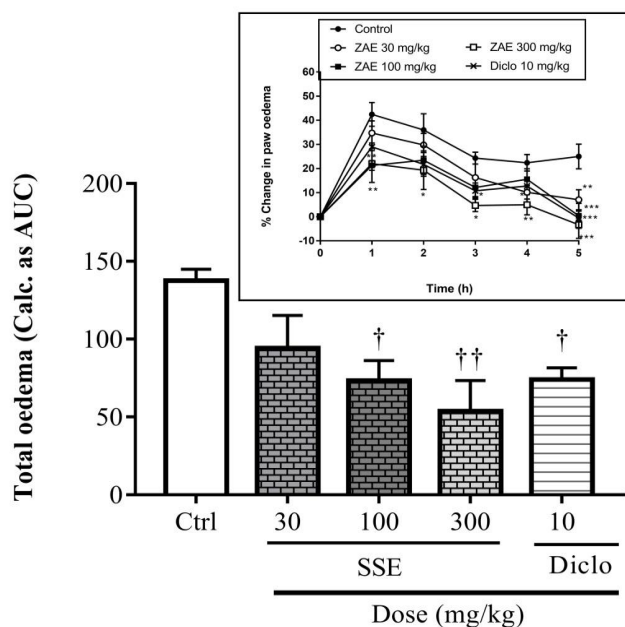 Control
ZAE 30 mg/kg
ZAE 300 mg/kg
ZAE 100 mg/kg
Diclo 10 mg/kg
% Change in paw oedema
60
50
40
30
20
10
0
-10
0 1 2 3 4 5
Time (h)
** * * * ** ** *** *** ***
Total oedema (Calc. as AUC)
200
150
100
50
0
† †† †
Ctrl 30 100 300 10
SSE Diclo
Dose (mg/kg)